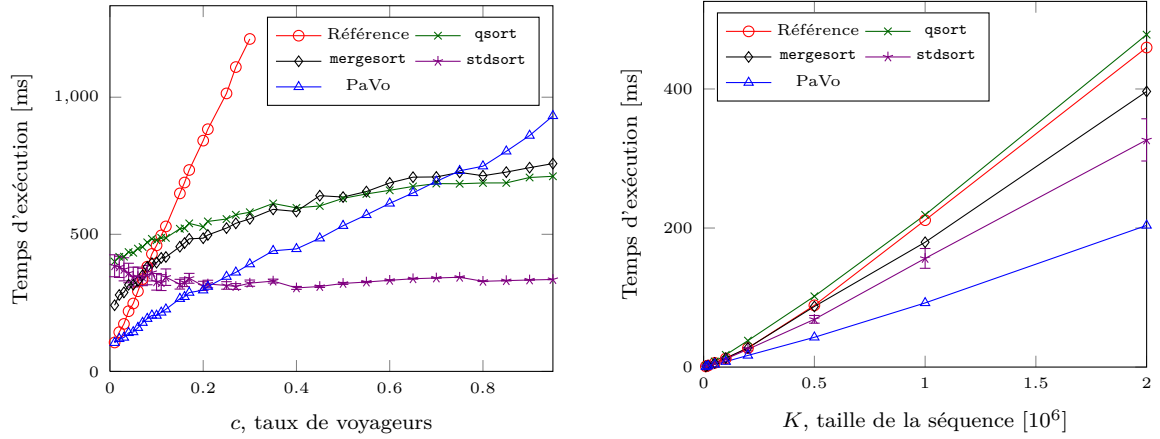 Temps d'exécution [ms]
1,000
500
0
0
0.2
0.4
0.6
0.8
c, taux de voyageurs
Référence
qsort
mergesort
stdsort
PaVo
Temps d'exécution [ms]
400
200
0
0
0.5
1
1.5
2
K, taille de la séquence [10⁶]
Référence
qsort
mergesort
stdsort
PaVo